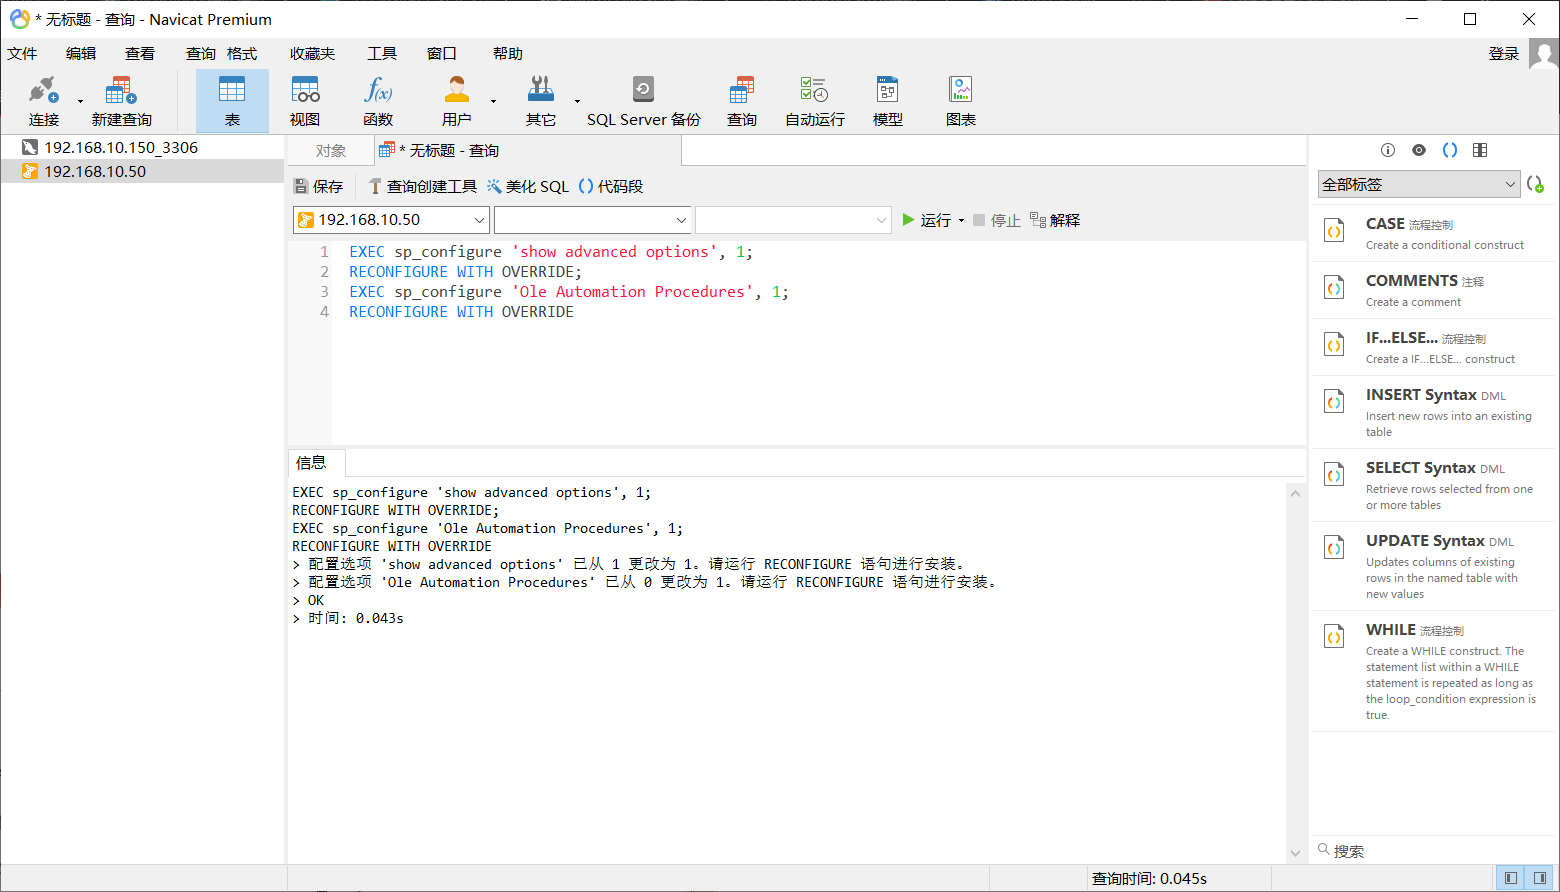 * 无标题 - 查询 - Navicat Premium
文件 编辑 查看 查询 格式 收藏夹 工具 窗口 帮助 登录
连接 新建查询 表 视图 函数 用户 其它 SQL Server 备份 查询 自动运行 模型 图表
f(x)
192.168.10.150_3306
192.168.10.50
对象 * 无标题 - 查询
保存 查询创建工具 美化 SQL () 代码段
192.168.10.50 运行 停止 解释
1 EXEC sp_configure 'show advanced options', 1;
2 RECONFIGURE WITH OVERRIDE;
3 EXEC sp_configure 'Ole Automation Procedures', 1;
4 RECONFIGURE WITH OVERRIDE
信息
EXEC sp_configure 'show advanced options', 1;
RECONFIGURE WITH OVERRIDE;
EXEC sp_configure 'Ole Automation Procedures', 1;
RECONFIGURE WITH OVERRIDE
> 配置选项 'show advanced options' 已从 1 更改为 1。请运行 RECONFIGURE 语句进行安装。
> 配置选项 'Ole Automation Procedures' 已从 0 更改为 1。请运行 RECONFIGURE 语句进行安装。
> OK
> 时间: 0.043s
全部标签
CASE 流程控制
Create a conditional construct
COMMENTS 注释
Create a comment
IF...ELSE... 流程控制
Create a IF...ELSE... construct
INSERT Syntax DML
Insert new rows into an existing
table
SELECT Syntax DML
Retrieve rows selected from one
or more tables
UPDATE Syntax DML
Updates columns of existing
rows in the named table with
new values
WHILE 流程控制
Create a WHILE construct. The
statement list within a WHILE
statement is repeated as long as
the loop_condition expression is
true.
搜索
查询时间: 0.045s